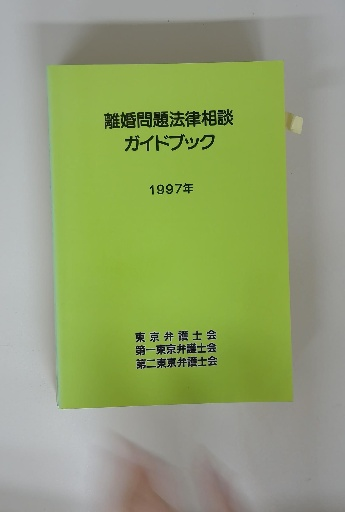 離婚問題法律相談
ガイドブック
1997年
東京弁護士会
第一東京弁護士会
第二東京弁護士会